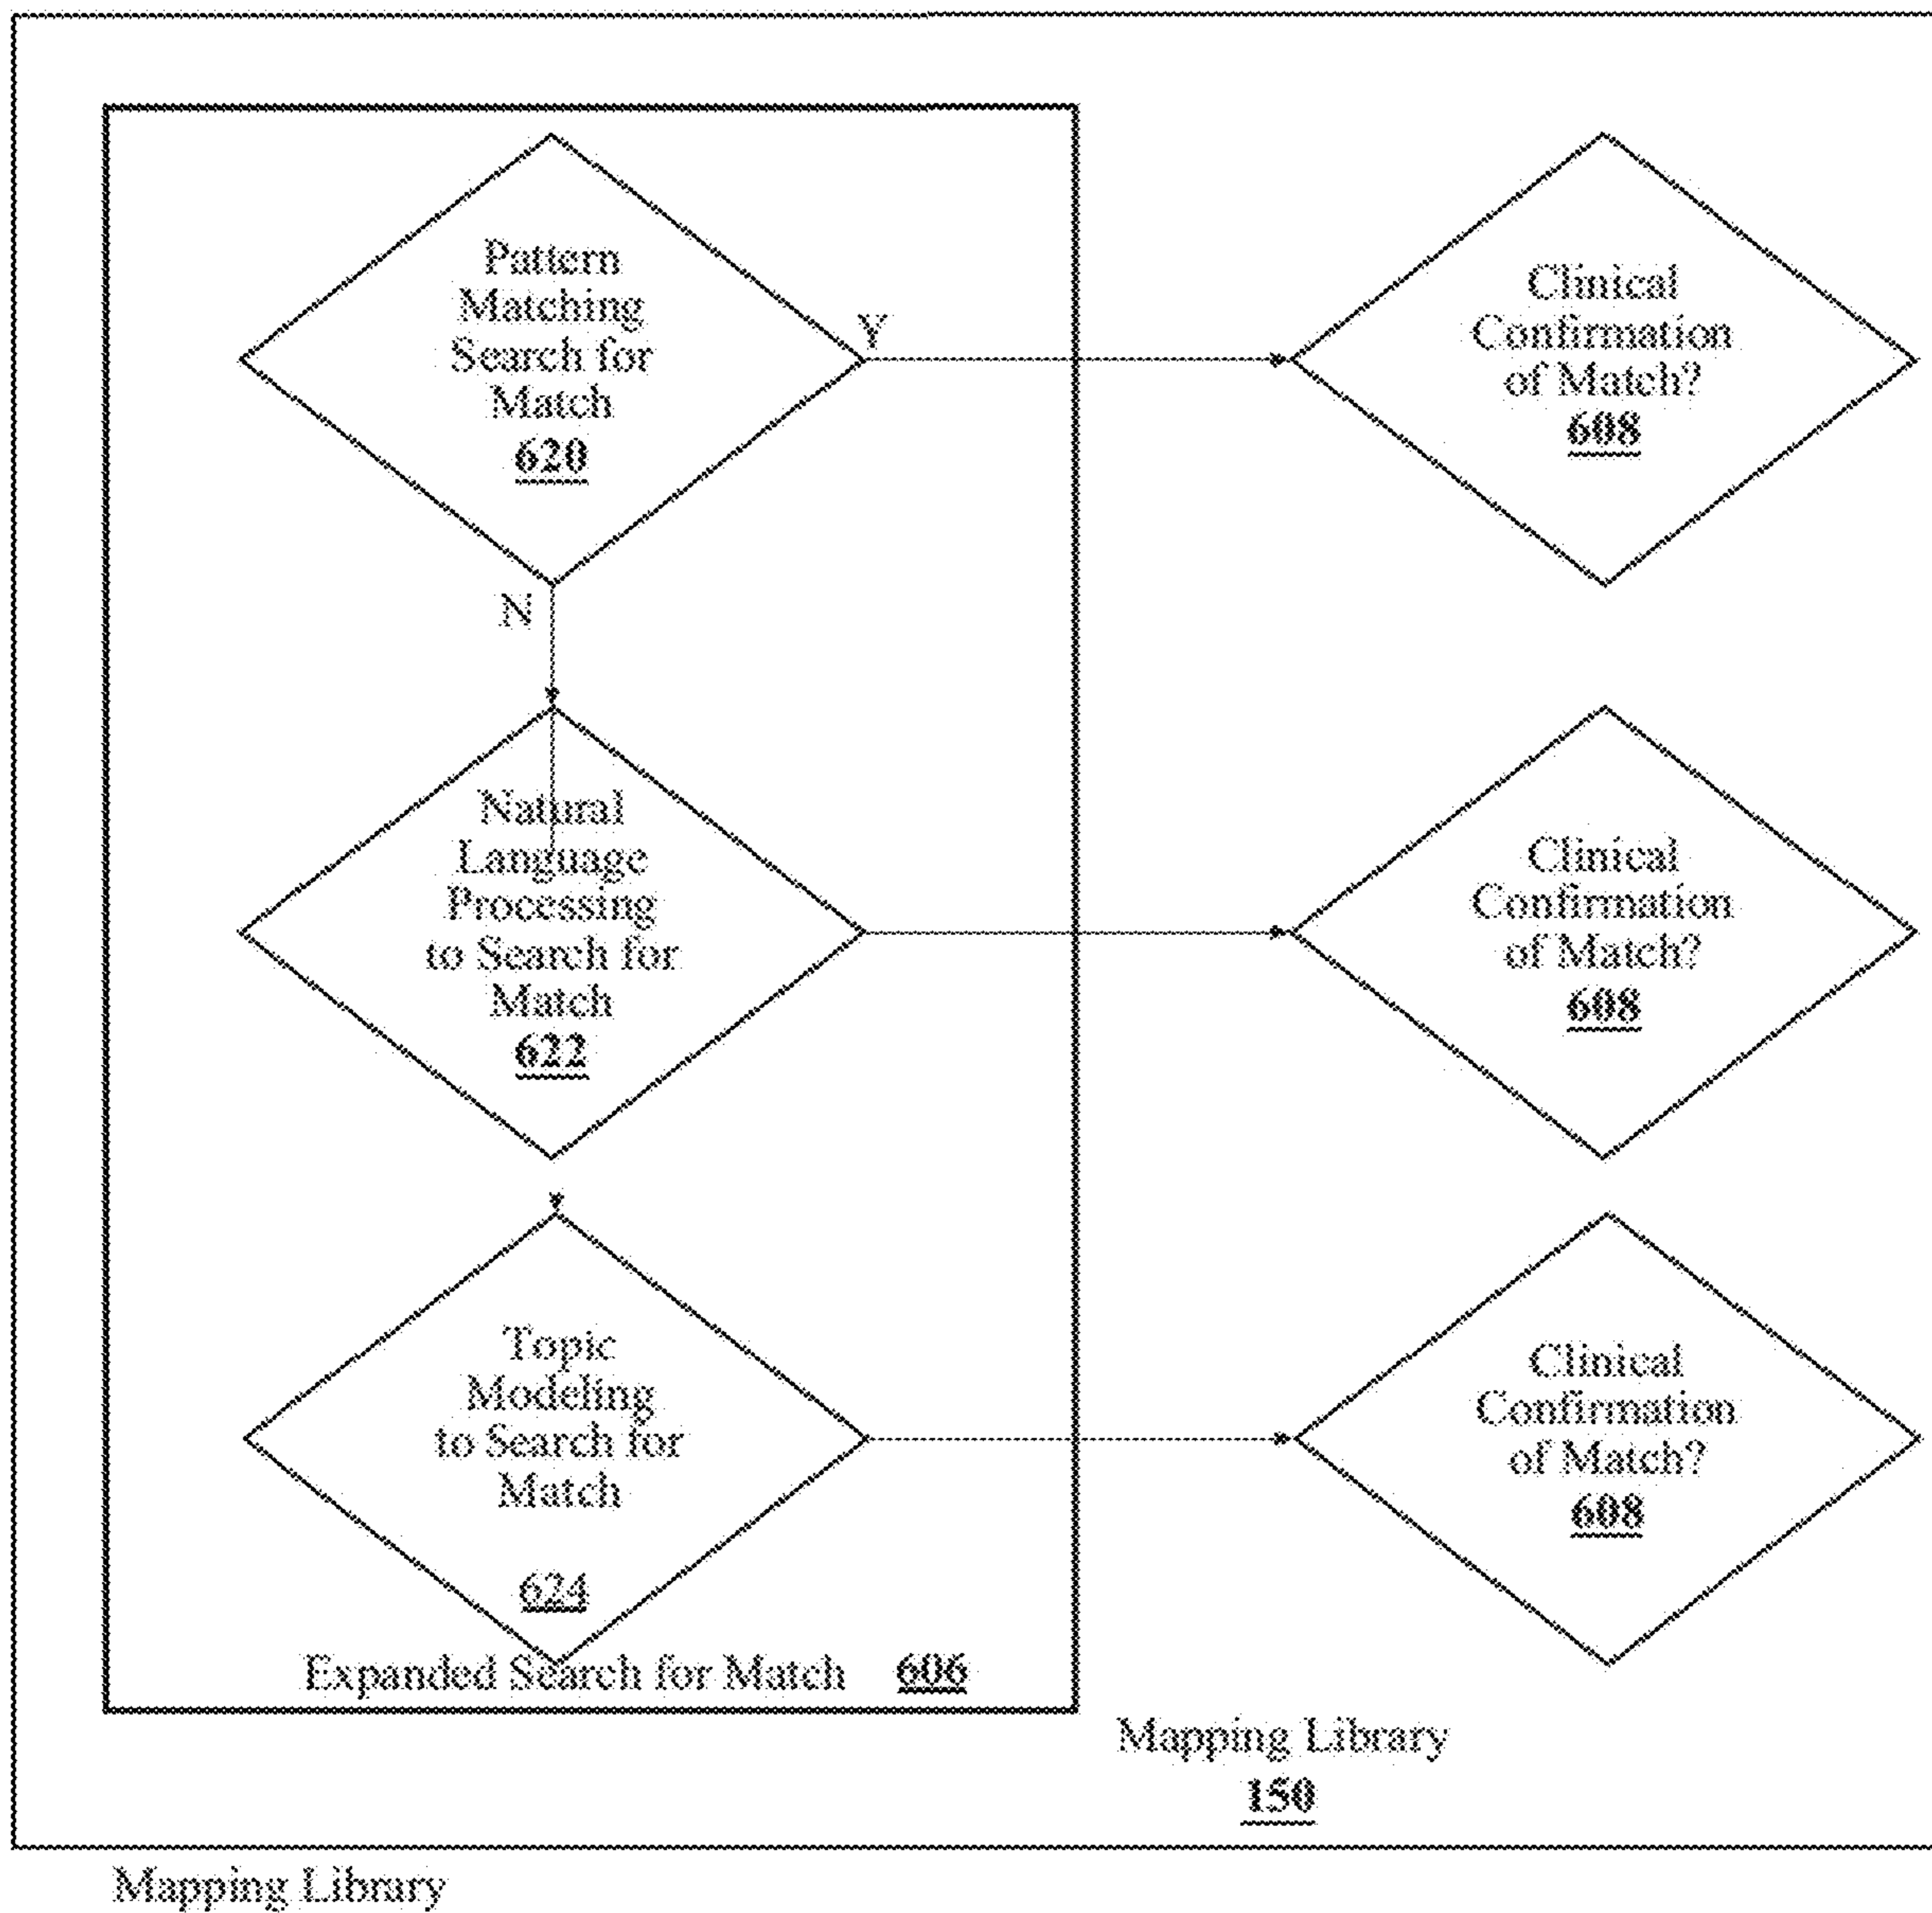 Pattern
Matching
Search for
Match
620
Y
Clinical
Confirmation
of Match?
608
N
Natural
Language
Processing
to Search for
Match
622
Clinical
Confirmation
of Match?
608
Topic
Modeling
to Search for
Match
624
Clinical
Confirmation
of Match?
608
Expanded Search for Match 606
Mapping Library
150
Mapping Library